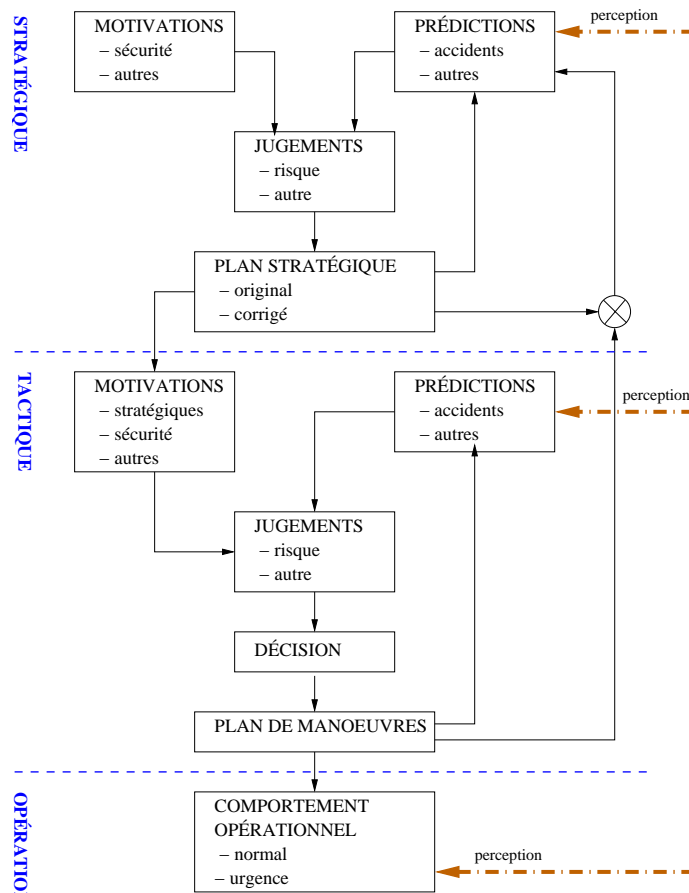 STRATÉGIQUE
MOTIVATIONS
– sécurité
– autres
PRÉDICTIONS
– accidents
– autres
perception
JUGEMENTS
– risque
– autre
PLAN STRATÉGIQUE
– original
– corrigé
TACTIQUE
MOTIVATIONS
– stratégiques
– sécurité
– autres
PRÉDICTIONS
– accidents
– autres
perception
JUGEMENTS
– risque
– autre
DÉCISION
PLAN DE MANOEUVRES
OPÉRATIO
COMPORTEMENT
OPÉRATIONNEL
– normal
– urgence
perception